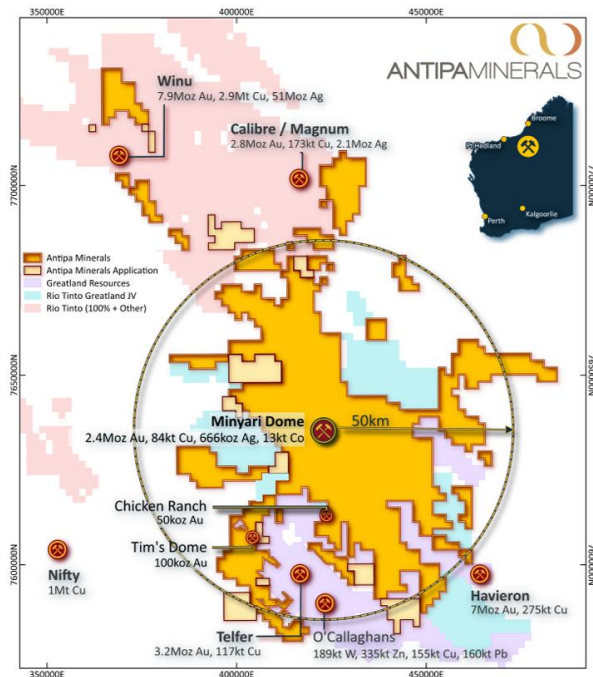 350000E
400000E
450000E
ANTIPAMINERALS
Winu
7.9Moz Au, 2.9Mt Cu, 51Moz Ag
Calibre / Magnum
2.8Moz Au, 173kt Cu, 2.1Moz Ag
Broome
Pt Hedland
Perth
Kalgoorlie
7700000N
7700000N
Antipa Minerals
Antipa Minerals Application
Greatland Resources
Rio Tinto Greatland JV
Rio Tinto (100% + Other)
7650000N
7650000N
Minyari Dome
2.4Moz Au, 84kt Cu, 666koz Ag, 13kt Co
50km
Chicken Ranch
50koz Au
Tim's Dome
100koz Au
7600000N
7600000N
Nifty
1Mt Cu
Havieron
7Moz Au, 275kt Cu
Telfer
3.2Moz Au, 117kt Cu
O'Callaghans
189kt W, 335kt Zn, 155kt Cu, 160kt Pb
350000E
400000E
450000E